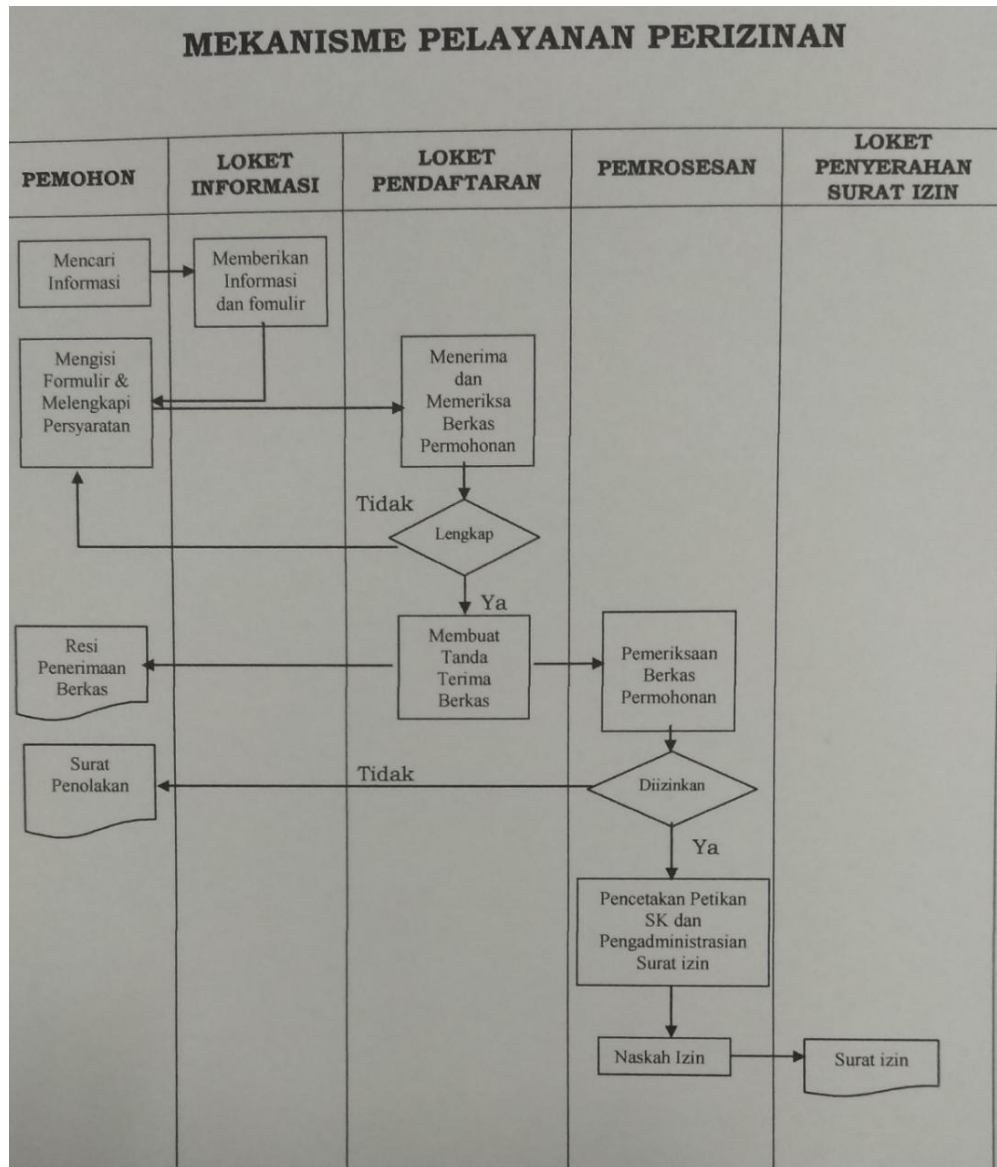 MEKANISME PELAYANAN PERIZINAN
PEMOHON
LOKET
INFORMASI
LOKET
PENDAFTARAN
PEMROSESAN
LOKET
PENYERAHAN
SURAT IZIN
Mencari
Informasi
Memberikan
Informasi
dan fomulir
Mengisi
Formulir &
Melengkapi
Persyaratan
Menerima
dan
Memeriksa
Berkas
Permohonan
Tidak
Lengkap
Ya
Resi
Penerimaan
Berkas
Membuat
Tanda
Terima
Berkas
Pemeriksaan
Berkas
Permohonan
Surat
Penolakan
Tidak
Diizinkan
Ya
Pencetakan Petikan
SK dan
Pengadministrasian
Surat izin
Naskah Izin
Surat izin